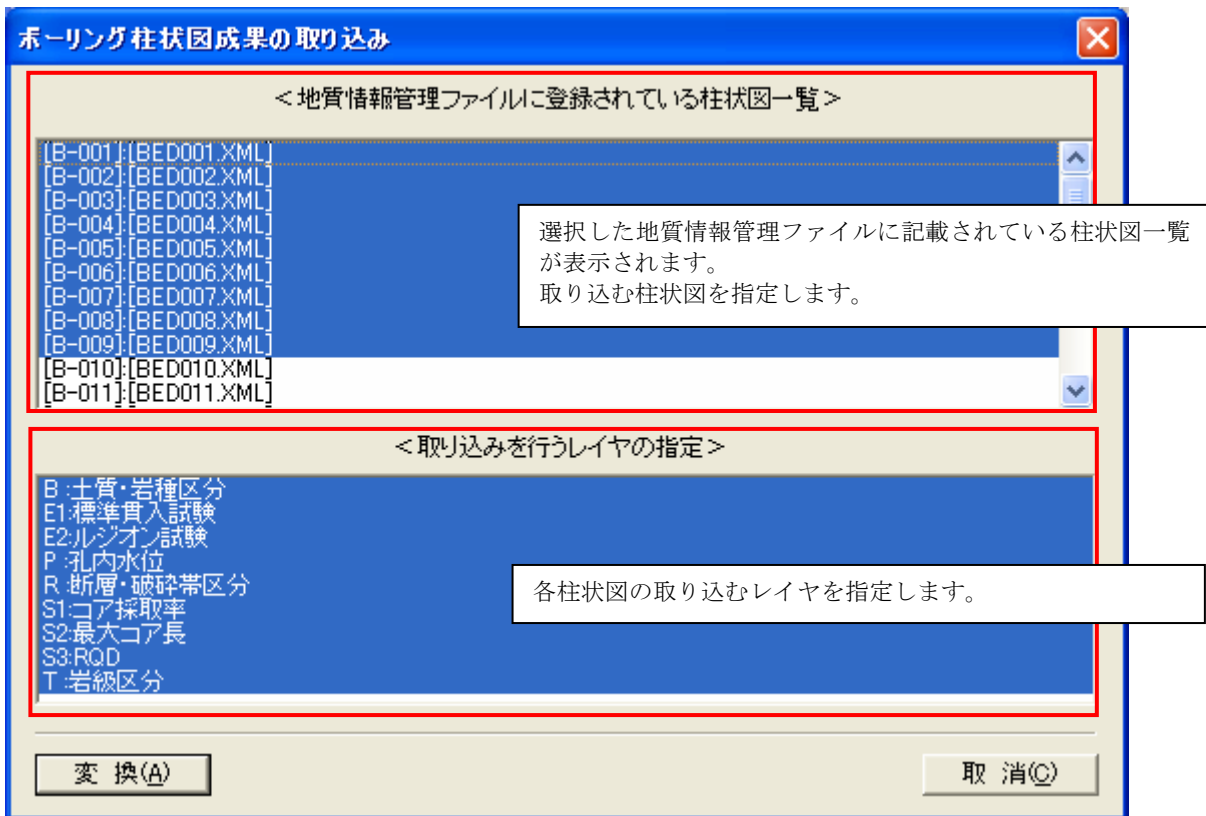 ボーリング柱状図成果の取り込み
<地質情報管理ファイルに登録されている柱状図一覧>
[B-001]:[BED001.XML]
[B-002]:[BED002.XML]
[B-003]:[BED003.XML]
[B-004]:[BED004.XML]
[B-005]:[BED005.XML]
[B-006]:[BED006.XML]
[B-007]:[BED007.XML]
[B-008]:[BED008.XML]
[B-009]:[BED009.XML]
[B-010]:[BED010.XML]
[B-011]:[BED011.XML]
選択した地質情報管理ファイルに記載されている柱状図一覧
が表示されます。
取り込む柱状図を指定します。
<取り込みを行うレイヤの指定>
B :土質・岩種区分
E1:標準貫入試験
E2:ルジオン試験
P :孔内水位
R :断層・破砕帯区分
S1:コア採取率
S2:最大コア長
S3:RQD
T :岩級区分
各柱状図の取り込むレイヤを指定します。
変 換(A)
取 消(C)